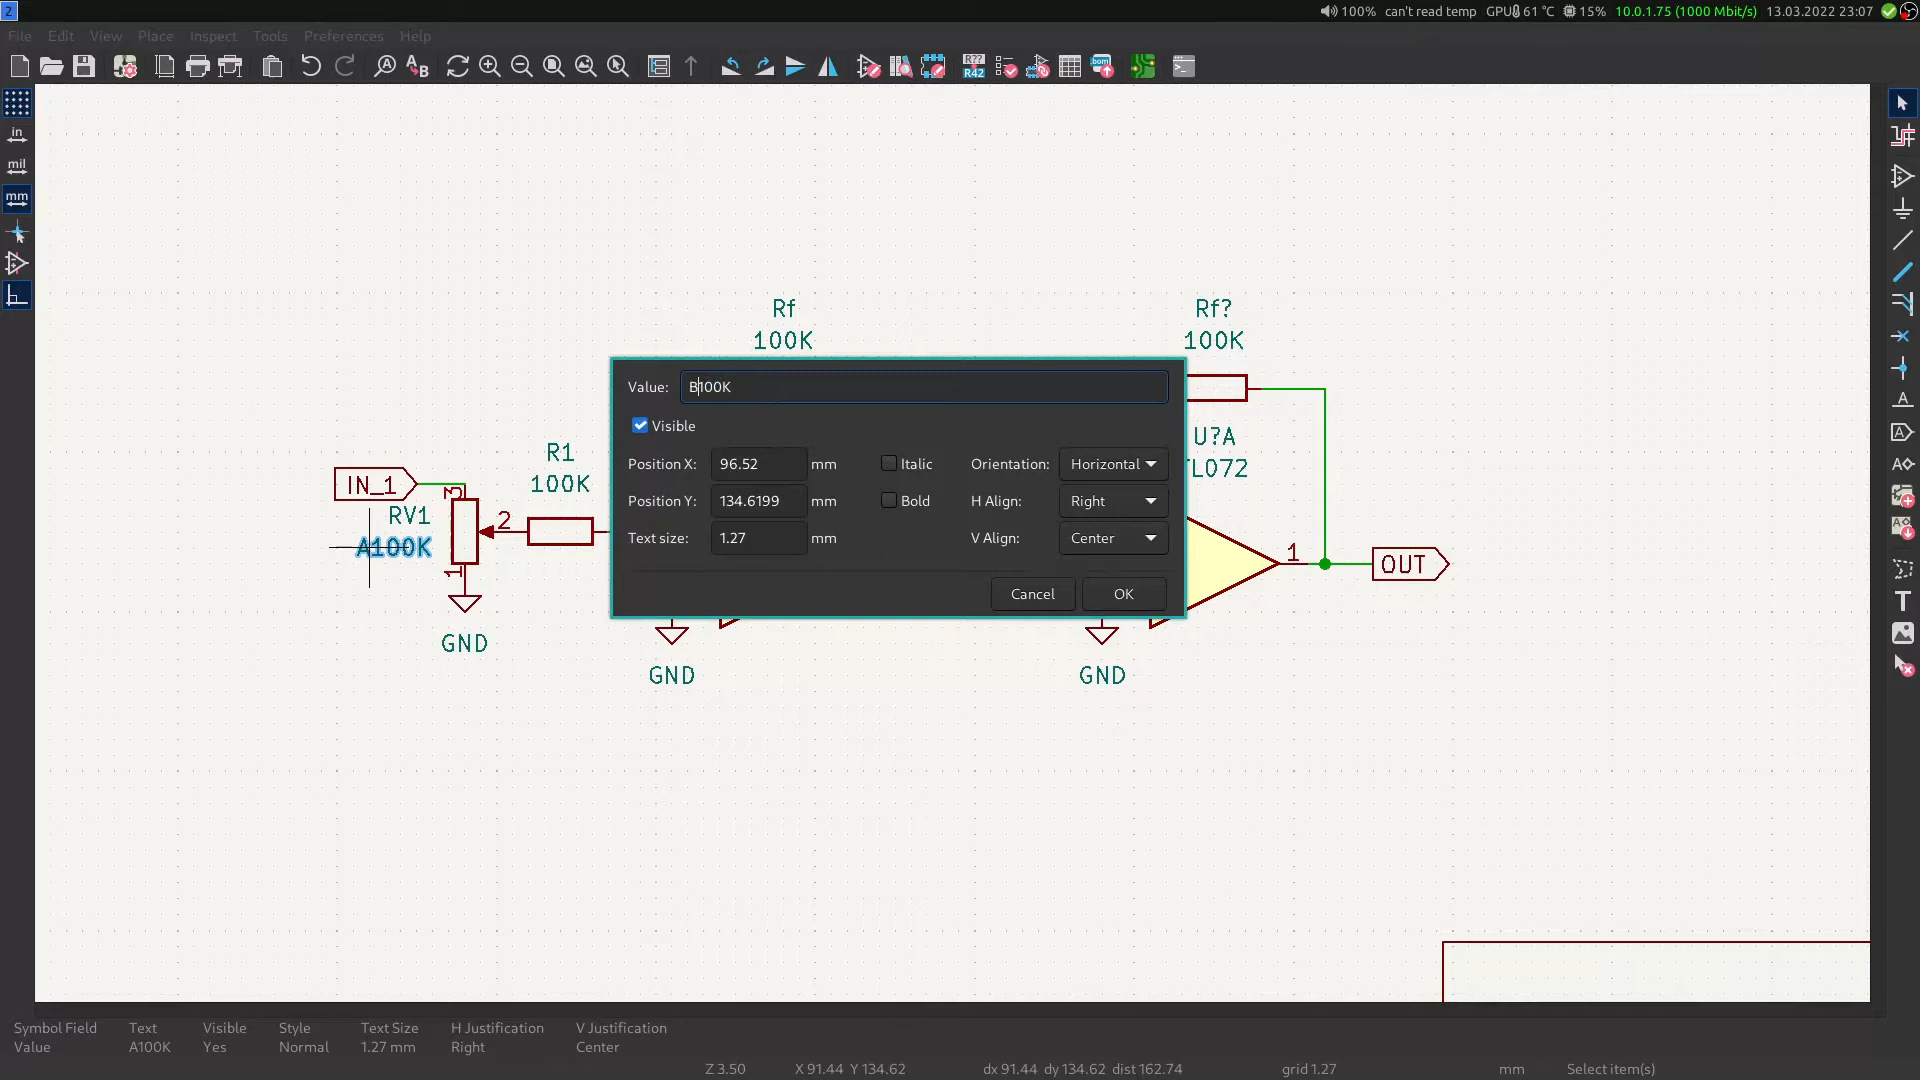 2
100% can't read temp GPU 61 °C 15% 10.0.1.75 (1000 Mbit/s) 13.03.2022 23:07
File Edit View Place Inspect Tools Preferences Help
R??
R42
bom
in
mil
mm
Rf
100K
Rf?
100K
Value: B100K
Visible
Position X: 96.52 mm Italic Orientation: Horizontal
Position Y: 134.6199 mm Bold H Align: Right
Text size: 1.27 mm V Align: Center
Cancel OK
U?A
TL072
R1
100K
IN_1
3
RV1
A100K
2
1
GND
GND
GND
1
OUT
A
A
T
Symbol Field Text Visible Style Text Size H Justification V Justification
Value A100K Yes Normal 1.27 mm Right Center
Z 3.50 X 91.44 Y 134.62 dx 91.44 dy 134.62 dist 162.74 grid 1.27 mm Select item(s)